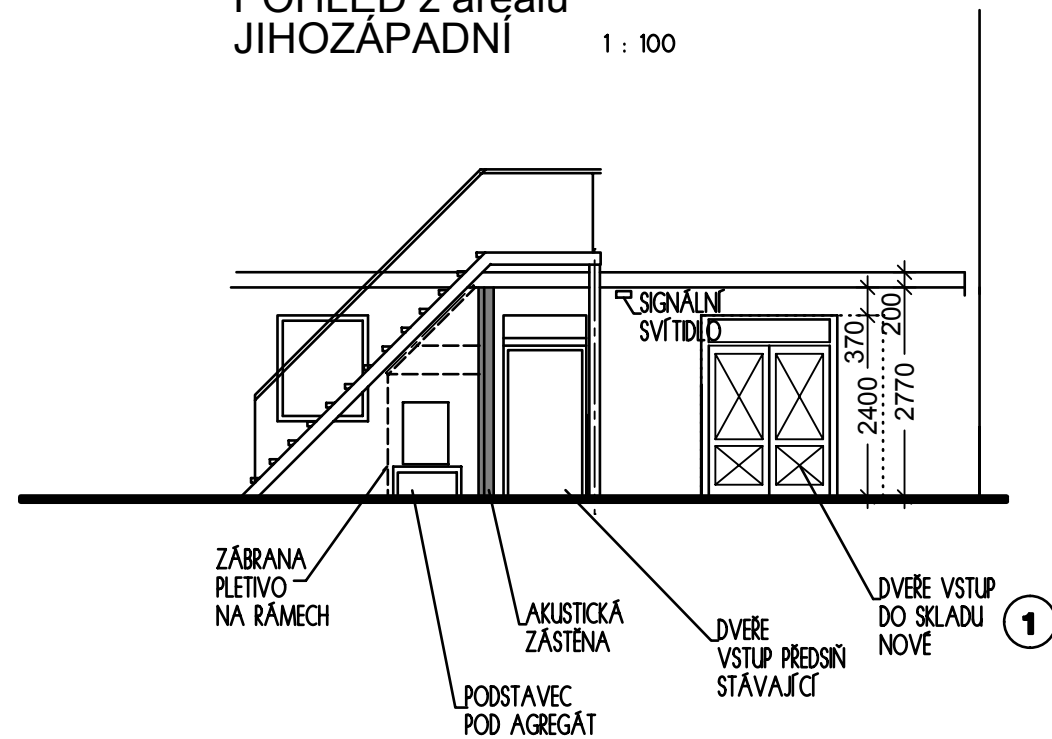 POHLED z areálu
JIHOZÁPADNÍ 1 : 100
SIGNÁLNÍ
SVÍTIDLO
370
200
2400
2770
ZÁBRANA
PLETIVO
NA RÁMECH
AKUSTICKÁ
ZÁSTĚNA
PODSTAVEC
POD AGREGÁT
DVEŘE
VSTUP PŘEDSIŇ
STÁVAJÍCÍ
DVEŘE VSTUP
DO SKLADU
NOVÉ
1